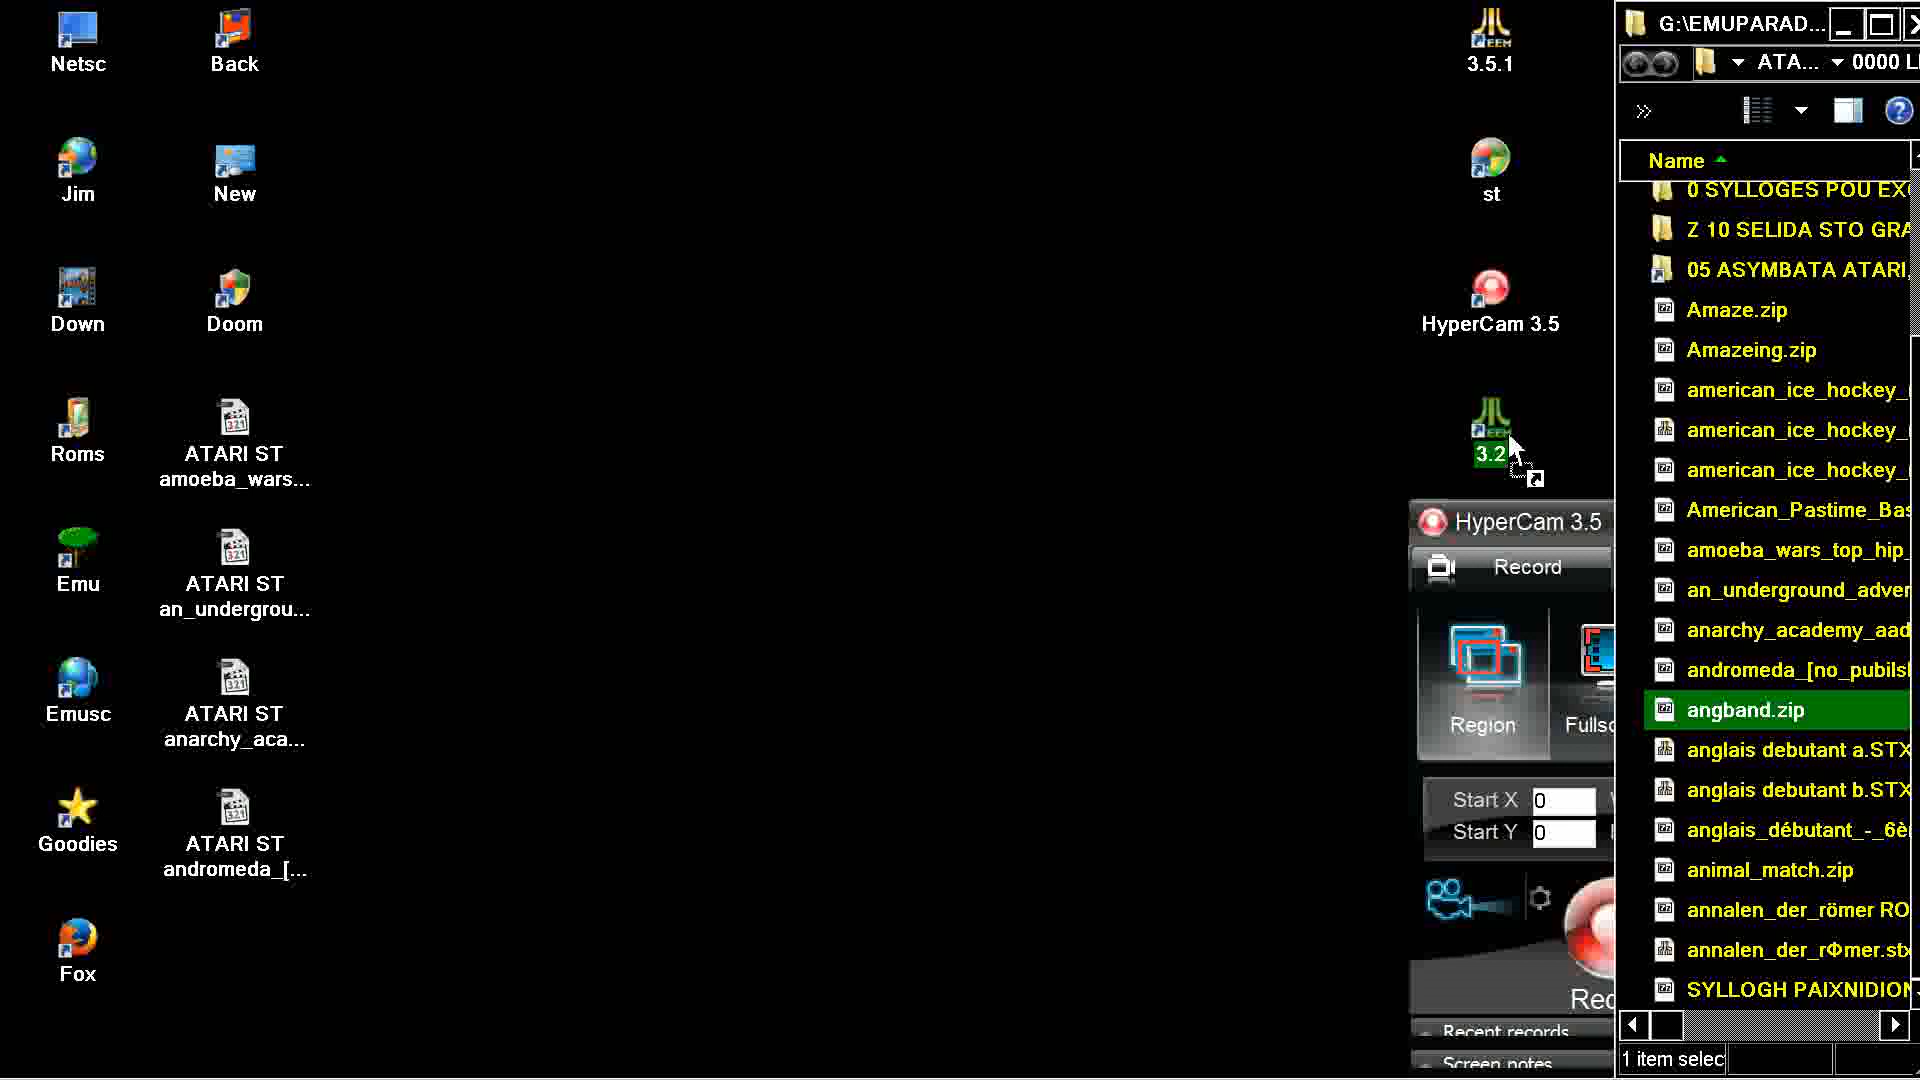 Netsc
Back
Jim
New
Down
Doom
Roms
ATARI ST
amoeba_wars...
Emu
ATARI ST
an_undergrou...
Emusc
ATARI ST
anarchy_aca...
Goodies
ATARI ST
andromeda_[...
Fox
EEM
3.5.1
st
HyperCam 3.5
EEM
3.2
HyperCam 3.5
Record
Region
Start X 0
Start Y 0
Rec
Recent records
Screen notes
G:\EMUPARAD...
ATA... 0000
Name
0 SYLLOGES POU
Z 10 SELIDA STO
05 ASYMBATA ATARI
Amaze.zip
Amazeing.zip
american_ice_hockey_
american_ice_hockey_
american_ice_hockey_
American_Pastime_Bas
amoeba_wars_top_hip_
an_underground_adver
anarchy_academy_aad
andromeda_[no_pubils
angband.zip
anglais debutant a.STX
anglais debutant b.STX
anglais_débutant_-_6è
animal_match.zip
annalen_der_römer RO
annalen_der_rФmer.stx
SYLLOGH PAIXNIDION
1 item selec